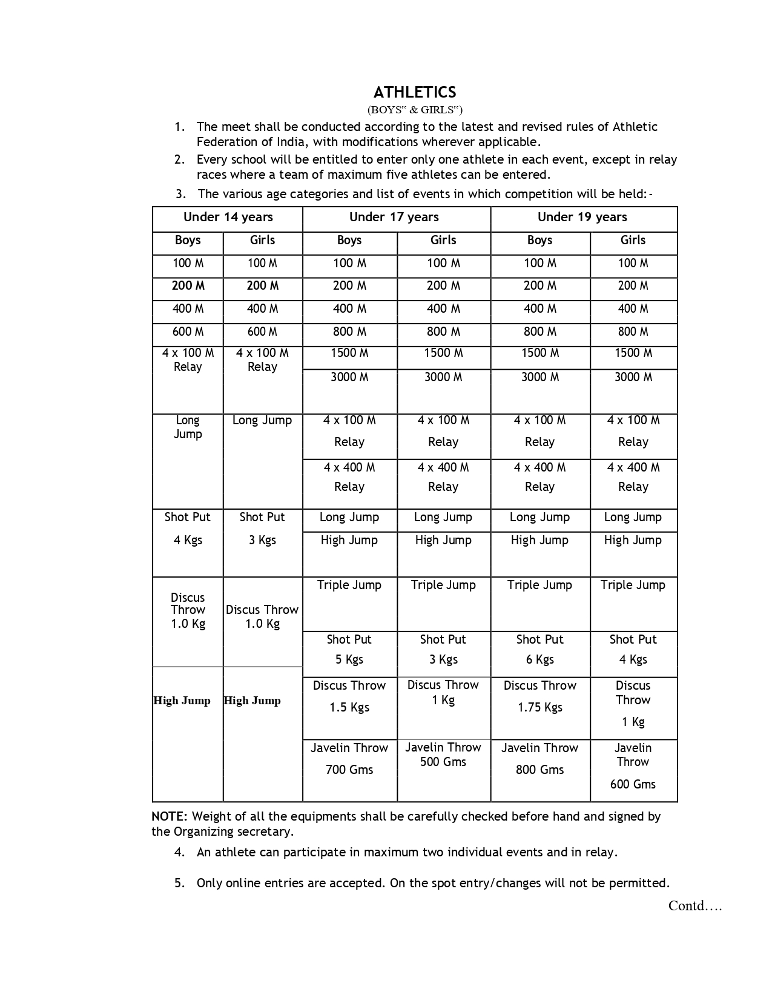 ATHLETICS
(BOYS‟ & GIRLS‟)
1. The meet shall be conducted according to the latest and revised rules of Athletic
Federation of India, with modifications wherever applicable.
2. Every school will be entitled to enter only one athlete in each event, except in relay
races where a team of maximum five athletes can be entered.
3. The various age categories and list of events in which competition will be held:-
Under 14 years Under 17 years Under 19 years
Boys Girls Boys Girls Boys Girls
100 M 100 M 100 M 100 M 100 M 100 M
200 M 200 M 200 M 200 M 200 M 200 M
400 M 400 M 400 M 400 M 400 M 400 M
600 M 600 M 800 M 800 M 800 M 800 M
4 x 100 M 4 x 100 M 1500 M 1500 M 1500 M 1500 M
Relay Relay
3000 M 3000 M 3000 M 3000 M
Long Long Jump 4 x 100 M 4 x 100 M 4 x 100 M 4 x 100 M
Jump
Relay Relay Relay Relay
4 x 400 M 4 x 400 M 4 x 400 M 4 x 400 M
Relay Relay Relay Relay
Shot Put Shot Put Long Jump Long Jump Long Jump Long Jump
4 Kgs 3 Kgs High Jump High Jump High Jump High Jump
Triple Jump Triple Jump Triple Jump Triple Jump
Discus
Throw Discus Throw
1.0 Kg 1.0 Kg
Shot Put Shot Put Shot Put Shot Put
5 Kgs 3 Kgs 6 Kgs 4 Kgs
Discus Throw Discus Throw Discus Throw Discus
High Jump High Jump 1 Kg Throw
1.5 Kgs 1.75 Kgs
1 Kg
Javelin Throw Javelin Throw Javelin Throw Javelin
500 Gms Throw
700 Gms 800 Gms
600 Gms
NOTE: Weight of all the equipments shall be carefully checked before hand and signed by
the Organizing secretary.
4. An athlete can participate in maximum two individual events and in relay.
5. Only online entries are accepted. On the spot entry/changes will not be permitted.
Contd….